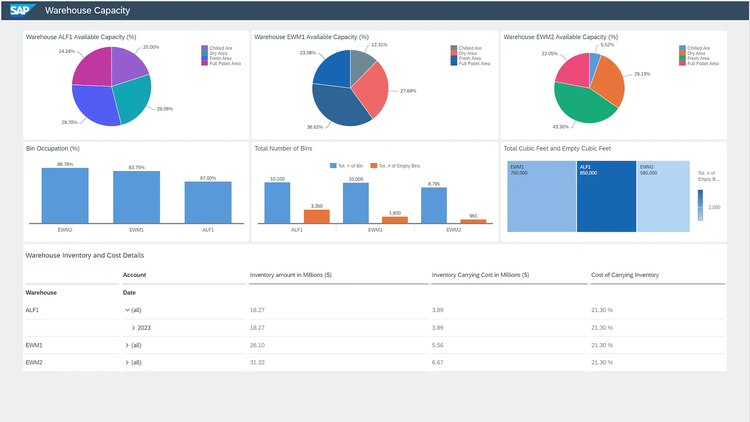 SAP Warehouse Capacity
Warehouse ALF1 Available Capacity (%)
20.00%
26.06%
29.70%
24.24%
Chilled Are
Dry Area
Fresh Area
Full Pallet Area
Warehouse EWM1 Available Capacity (%)
12.31%
27.69%
36.92%
23.08%
Chilled Are
Dry Area
Fresh Area
Full Pallet Area
Warehouse EWM2 Available Capacity (%)
5.52%
29.13%
43.30%
22.05%
Chilled Are
Dry Area
Fresh Area
Full Pallet Area
Bin Occupation (%)
88.78%
83.75%
67.00%
EWM2 EWM1 ALF1
Total Number of Bins
Tot. # of Bin Tot. # of Empty Bins
10,100 3,350 10,000 1,600 8,795 961
ALF1 EWM1 EWM2
Total Cubic Feet and Empty Cubic Feet
EWM1
760,000
ALF1
850,000
EWM2
580,000
Tot. # of
Empty B...
2,000
Warehouse Inventory and Cost Details
Account Inventory amount in Millions ($) Inventory Carrying Cost in Millions ($) Cost of Carrying Inventory
Warehouse Date
ALF1 (all) 18.27 3.89 21.30 %
2023 18.27 3.89 21.30 %
EWM1 (all) 26.10 5.56 21.30 %
EWM2 (all) 31.32 6.67 21.30 %